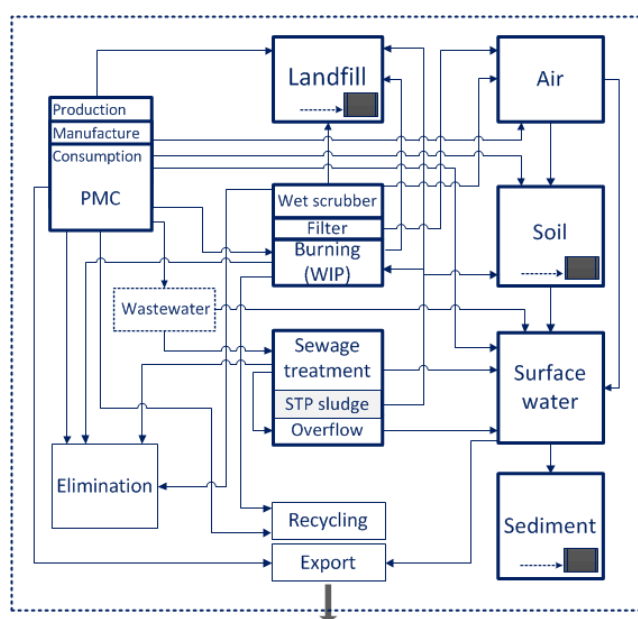 Landfill
Air
Production
Manufacture
Consumption
PMC
Wet scrubber
Filter
Burning
(WIP)
Soil
Wastewater
Sewage
treatment
STP sludge
Overflow
Surface
water
Elimination
Recycling
Export
Sediment